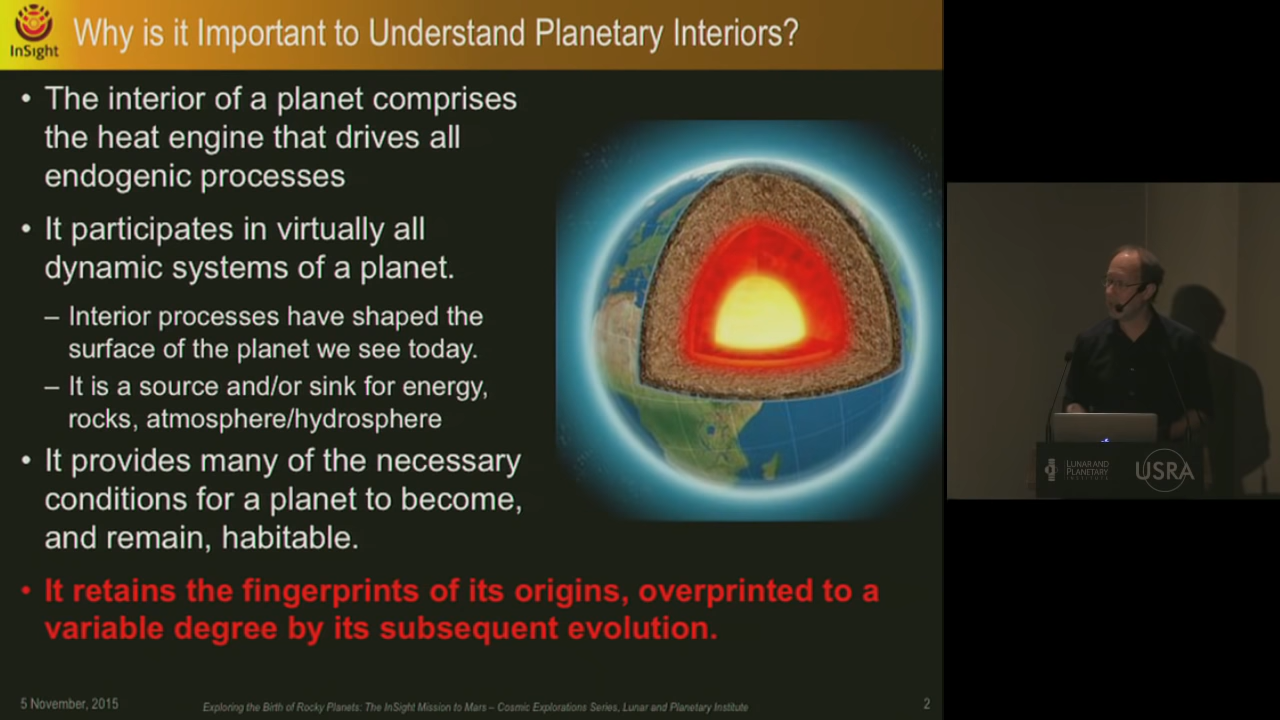 InSight
Why is it Important to Understand Planetary Interiors?
• The interior of a planet comprises
the heat engine that drives all
endogenic processes
• It participates in virtually all
dynamic systems of a planet.
– Interior processes have shaped the
surface of the planet we see today.
– It is a source and/or sink for energy,
rocks, atmosphere/hydrosphere
• It provides many of the necessary
conditions for a planet to become,
and remain, habitable.
• It retains the fingerprints of its origins, overprinted to a
variable degree by its subsequent evolution.
5 November, 2015
Exploring the Birth of Rocky Planets: The InSight Mission to Mars – Cosmic Explorations Series, Lunar and Planetary Institute
2
LUNAR AND
PLANETARY
INSTITUTE
USRA